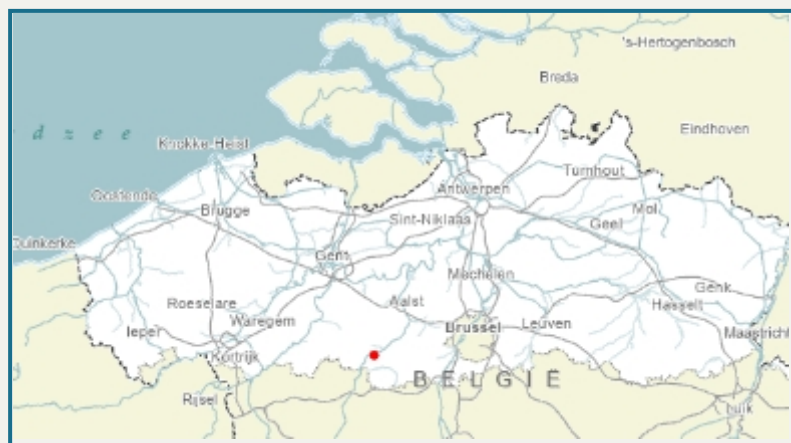 's-Hertogenbosch
Breda
d z e e
Eindhoven
Knokke-Heist
Turnhout
Oostende
Antwerpen
Brugge
Mol
Sint-Niklaas
Geel
Duinkerke
Gent
Mechelen
Genk
Roeselare
Aalst
Hasselt
Waregem
Ieper
Brussel
Leuven
Maastricht
Kortrijk
BELGIË
Rijsel
Luik